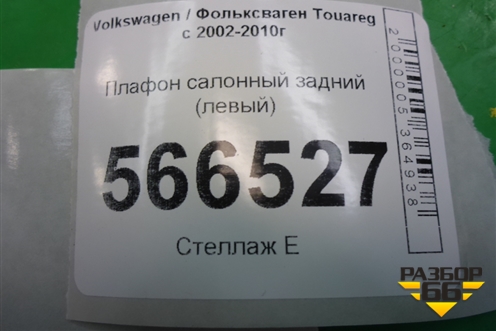 Volkswagen / Фольксваген Touareg
с 2002-2010г
Плафон салонный задний
(левый)
566527
Стеллаж Е
2000005364938
РАЗБОР
66